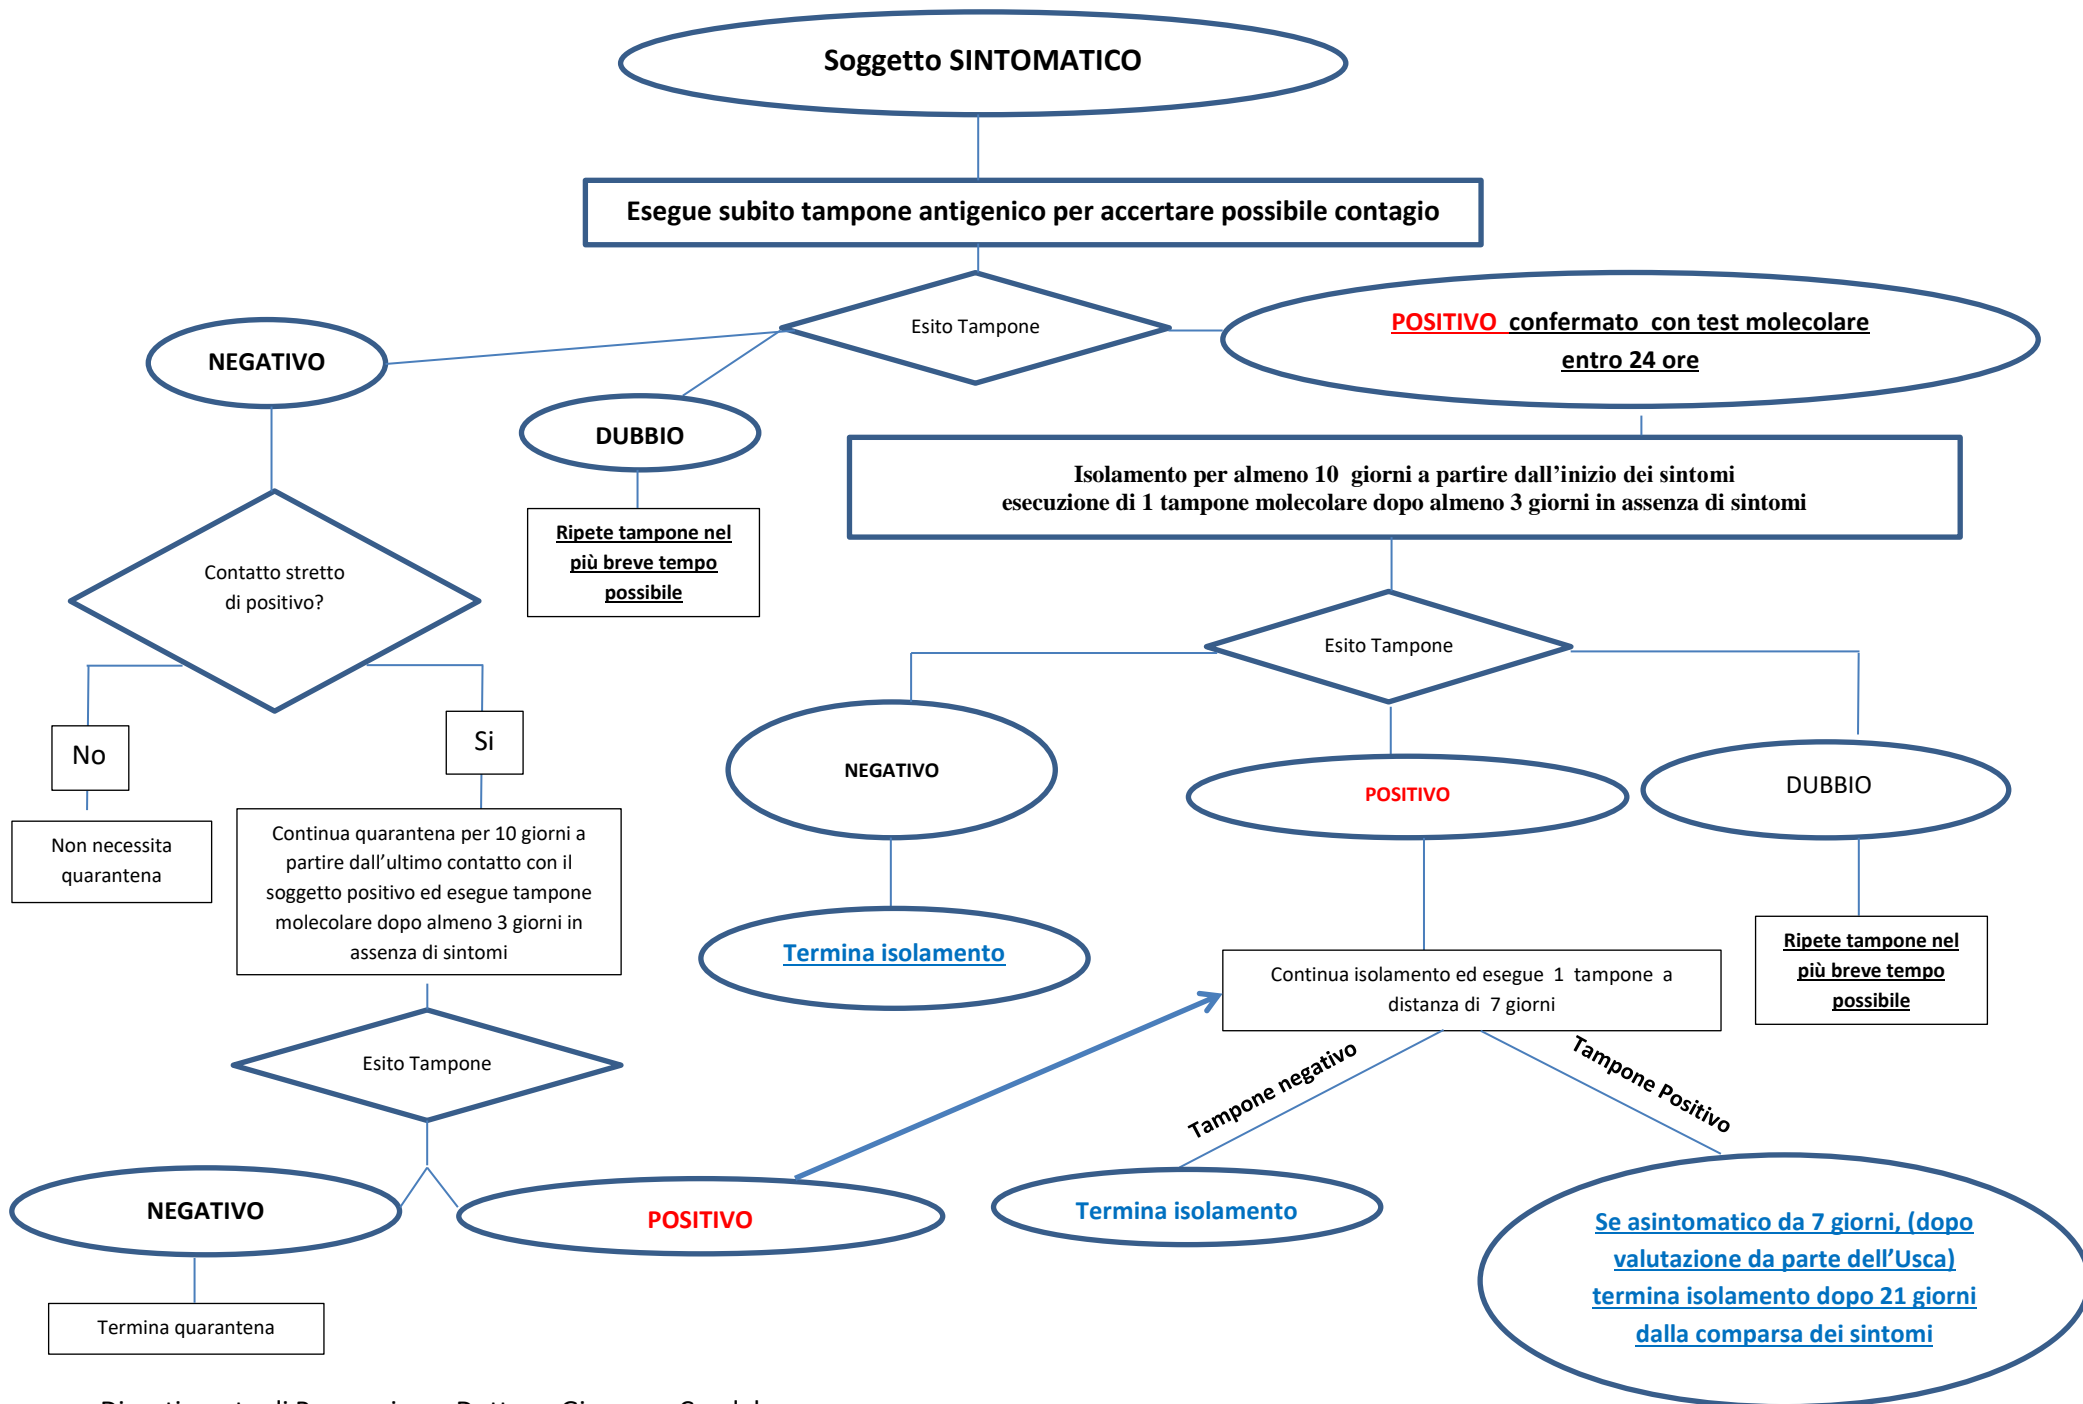 Soggetto SINTOMATICO
Esegue subito tampone antigenico per accertare possibile contagio
Esito Tampone
NEGATIVO
DUBBIO
POSITIVO confermato con test molecolare
entro 24 ore
Ripete tampone nel
più breve tempo
possibile
Isolamento per almeno 10 giorni a partire dall'inizio dei sintomi
esecuzione di 1 tampone molecolare dopo almeno 3 giorni in assenza di sintomi
Contatto stretto
di positivo?
No
Si
Non necessita
quarantena
Continua quarantena per 10 giorni a
partire dall'ultimo contatto con il
soggetto positivo ed esegue tampone
molecolare dopo almeno 3 giorni in
assenza di sintomi
Esito Tampone
NEGATIVO
POSITIVO
Termina quarantena
Esito Tampone
NEGATIVO
POSITIVO
DUBBIO
Termina isolamento
Continua isolamento ed esegue 1 tampone a
distanza di 7 giorni
Ripete tampone nel
più breve tempo
possibile
Tampone negativo
Tampone Positivo
Termina isolamento
Se asintomatico da 7 giorni, (dopo
valutazione da parte dell'Usca)
termina isolamento dopo 21 giorni
dalla comparsa dei sintomi